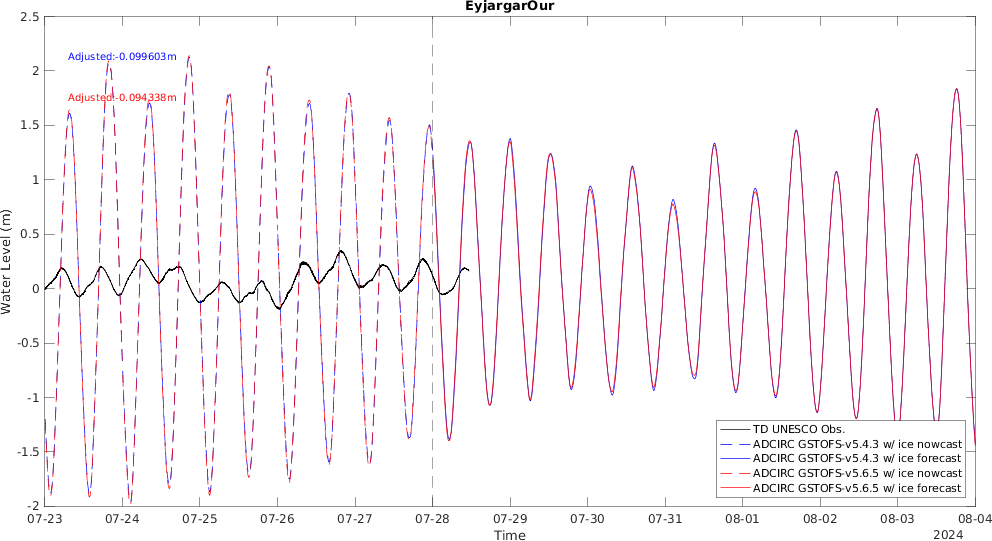 EyjargarOur
2.5
2
1.5
1
0.5
0
-0.5
-1
-1.5
-2
Water Level (m)
Adjusted:-0.099603m
Adjusted:-0.094338m
TD UNESCO Obs.
ADCIRC GSTOFS-v5.4.3 w/ ice nowcast
ADCIRC GSTOFS-v5.4.3 w/ ice forecast
ADCIRC GSTOFS-v5.6.5 w/ ice nowcast
ADCIRC GSTOFS-v5.6.5 w/ ice forecast
07-23 07-24 07-25 07-26 07-27 07-28 07-29 07-30 07-31 08-01 08-02 08-03 08-04
Time
2024